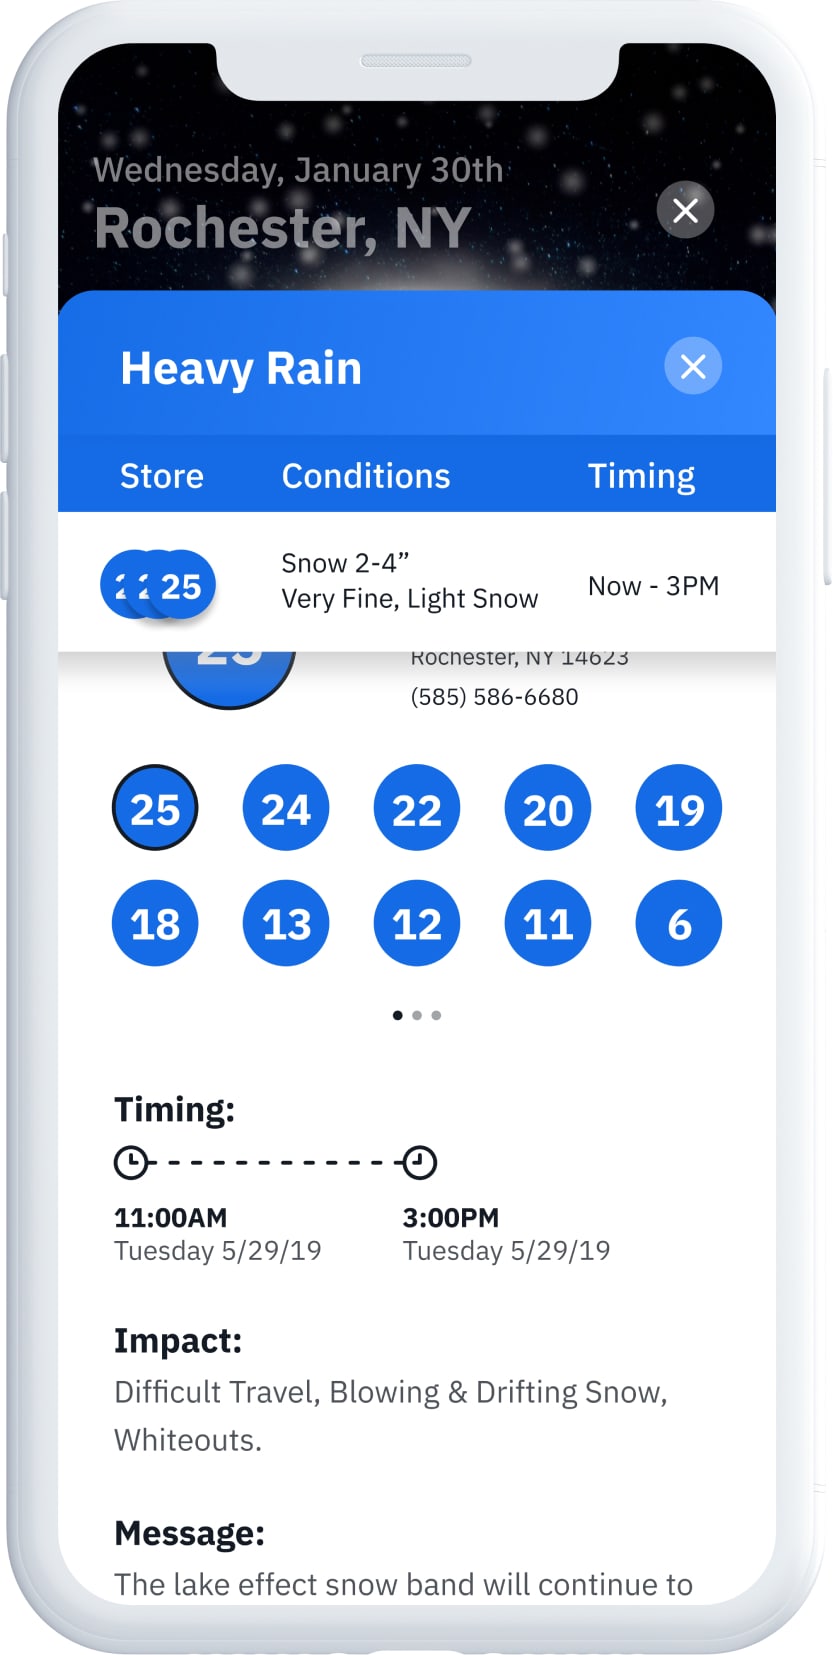 Wednesday, January 30th
Rochester, NY
Heavy Rain
Store Conditions Timing
Snow 2-4”
25 Very Fine, Light Snow Now - 3PM
Rochester, NY 14623
(585) 586-6680
25 24 22 20 19
18 13 12 11 6
Timing:
11:00AM 3:00PM
Tuesday 5/29/19 Tuesday 5/29/19
Impact:
Difficult Travel, Blowing & Drifting Snow,
Whiteouts.
Message:
The lake effect snow band will continue to